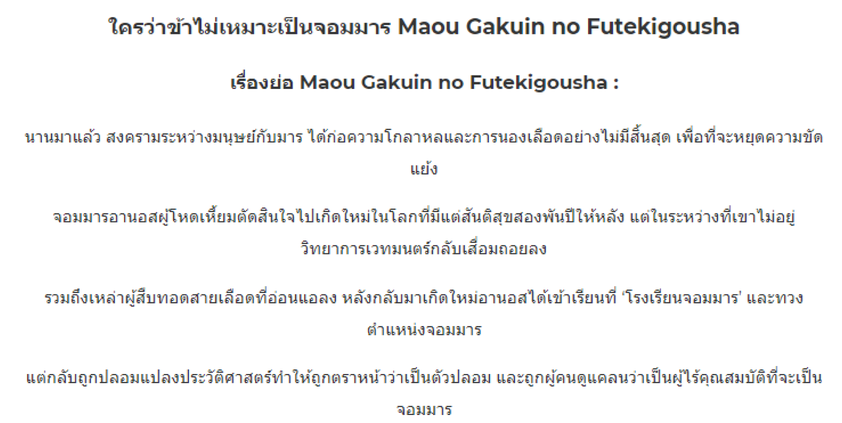 ใครว่าข้าไม่เหมาะเป็นจอมมาร Maou Gakuin no Futekigousha
เรื่องย่อ Maou Gakuin no Futekigousha :
นานมาแล้ว สงครามระหว่างมนุษย์กับมาร ได้ก่อความโกลาหลและการนองเลือดอย่างไม่มีสิ้นสุด เพื่อที่จะหยุดความขัด
แย้ง
จอมมารอานอสผู้โหดเหี้ยมตัดสินใจไปเกิดใหม่ในโลกที่มีแต่สันติสุขสองพันปีให้หลัง แต่ในระหว่างที่เขาไม่อยู่
วิทยาการเวทมนตร์กลับเสื่อมถอยลง
รวมถึงเหล่าผู้สืบทอดสายเลือดที่อ่อนแอลง หลังกลับมาเกิดใหม่อานอสได้เข้าเรียนที่ ‘โรงเรียนจอมมาร’ และทวง
ตำแหน่งจอมมาร
แต่กลับถูกปลอมแปลงประวัติศาสตร์ทำให้ถูกตราหน้าว่าเป็นตัวปลอม และถูกผู้คนดูแคลนว่าเป็นผู้ไร้คุณสมบัติที่จะเป็น
จอมมาร